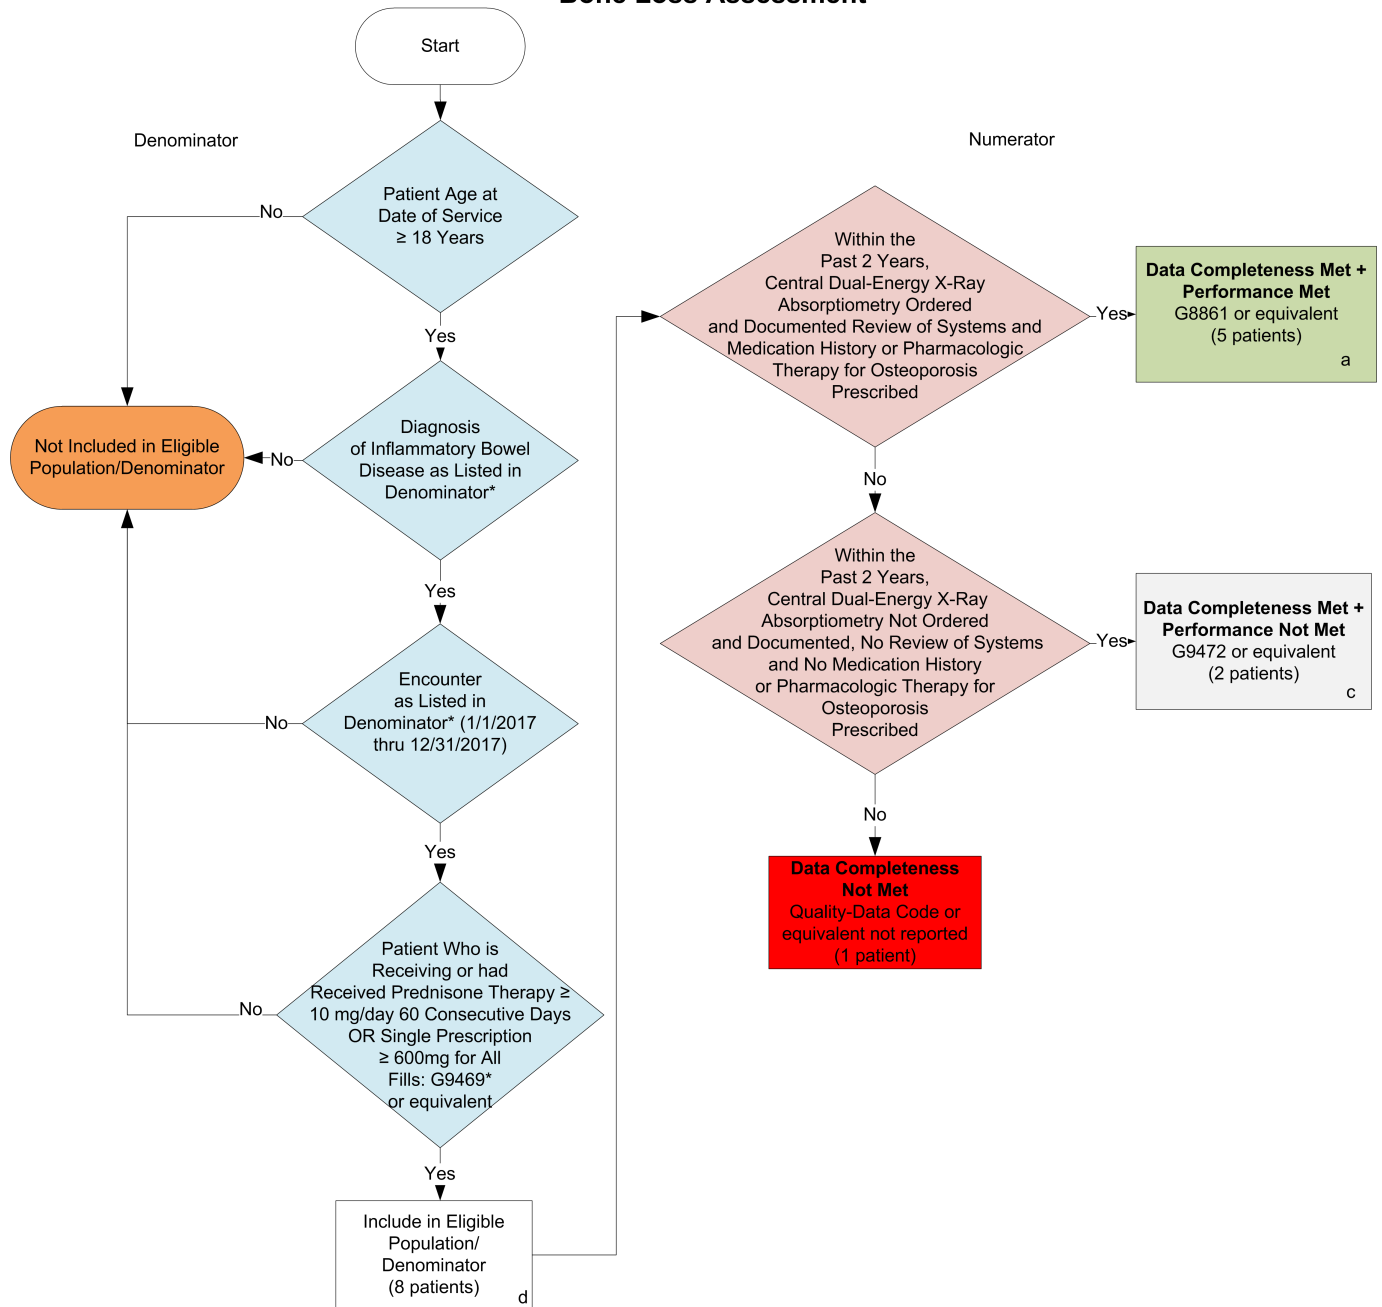 Bone Loss Assessment
Start
Denominator
Numerator
Patient Age at
Date of Service
≥ 18 Years
No
Yes
Diagnosis
of Inflammatory Bowel
Disease as Listed in
Denominator*
No
Not Included in Eligible
Population/Denominator
Yes
Encounter
as Listed in
Denominator* (1/1/2017
thru 12/31/2017)
No
Yes
Patient Who is
Receiving or had
Received Prednisone Therapy ≥
10 mg/day 60 Consecutive Days
OR Single Prescription
≥ 600mg for All
Fills: G9469*
or equivalent
No
Yes
Include in Eligible
Population/
Denominator
(8 patients)
d
Within the
Past 2 Years,
Central Dual-Energy X-Ray
Absorptiometry Ordered
and Documented Review of Systems and
Medication History or Pharmacologic
Therapy for Osteoporosis
Prescribed
Yes
Data Completeness Met +
Performance Met
G8861 or equivalent
(5 patients)
a
No
Within the
Past 2 Years,
Central Dual-Energy X-Ray
Absorptiometry Not Ordered
and Documented, No Review of Systems
and No Medication History
or Pharmacologic Therapy for
Osteoporosis
Prescribed
Yes
Data Completeness Met +
Performance Not Met
G9472 or equivalent
(2 patients)
c
No
Data Completeness
Not Met
Quality-Data Code or
equivalent not reported
(1 patient)